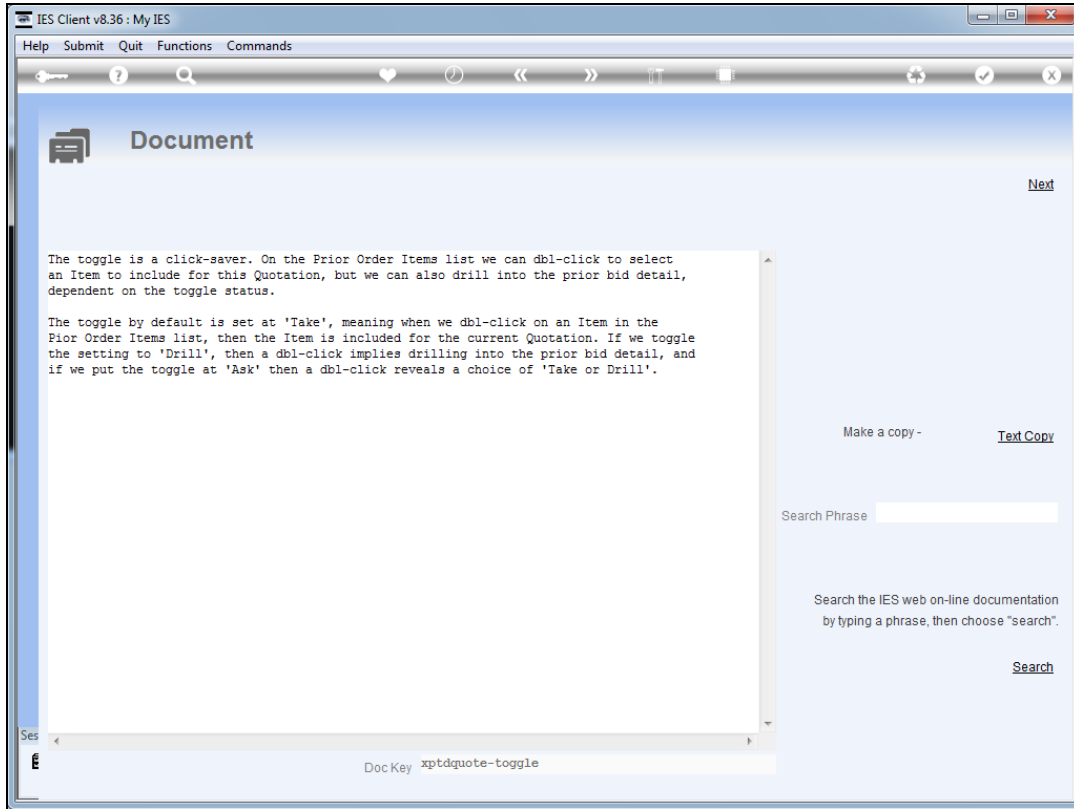 IES Client v8.36 : My IES
Help Submit Quit Functions Commands
Document
Next
The toggle is a click-saver. On the Prior Order Items list we can dbl-click to select
an Item to include for this Quotation, but we can also drill into the prior bid detail,
dependent on the toggle status.
The toggle by default is set at 'Take', meaning when we dbl-click on an Item in the
Pior Order Items list, then the Item is included for the current Quotation. If we toggle
the setting to 'Drill', then a dbl-click implies drilling into the prior bid detail, and
if we put the toggle at 'Ask' then a dbl-click reveals a choice of 'Take or Drill'.
Make a copy - Text Copy
Search Phrase
Search the IES web on-line documentation
by typing a phrase, then choose "search".
Search
Ses
Doc Key xptdquote-toggle